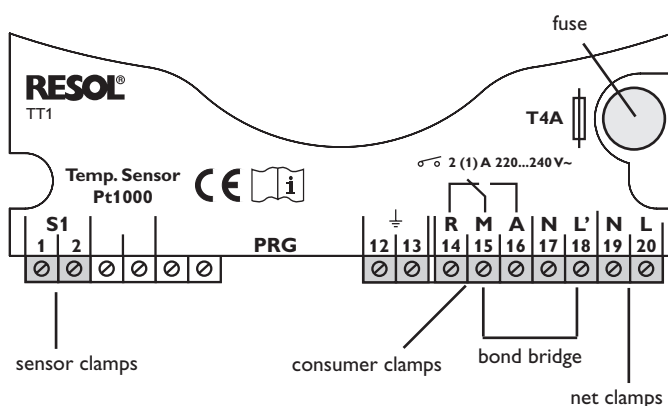 fuse
RESOL®
TT1
T4A
2 (1) A 220...240 V~
Temp. Sensor
Pt1000
CE
i
S1
R M A N L' N L
1 2 PRG 12 13 14 15 16 17 18 19 20
sensor clamps
consumer clamps
bond bridge
net clamps